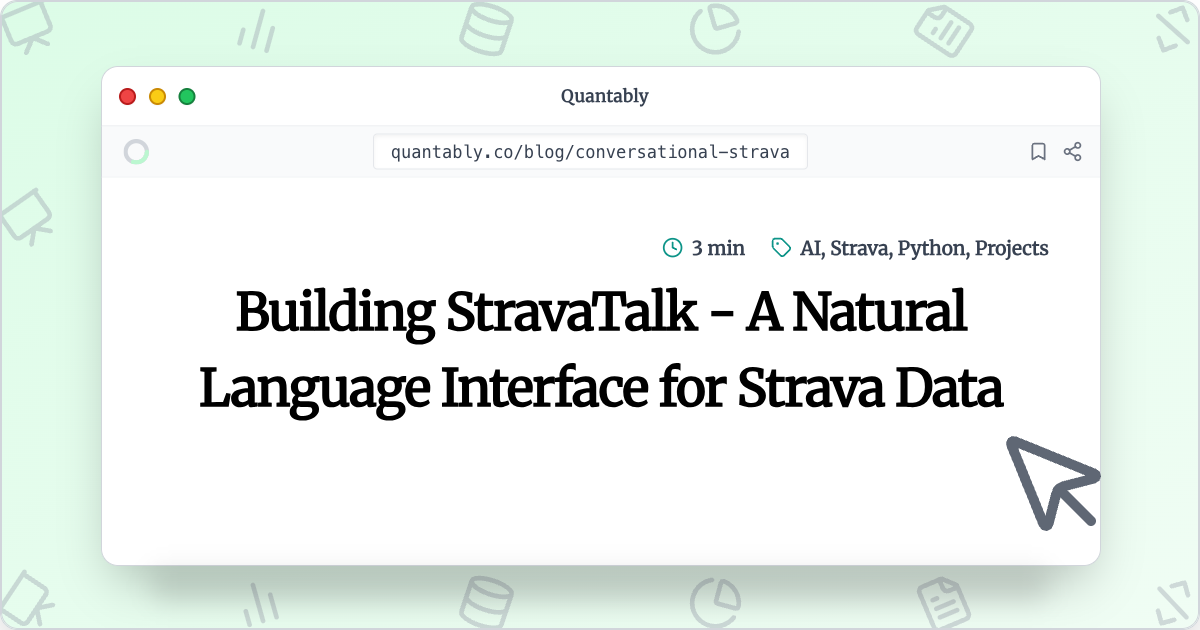 Quantably
quantably.co/blog/conversational-strava
3 min AI, Strava, Python, Projects
Building StravaTalk - A Natural
Language Interface for Strava Data